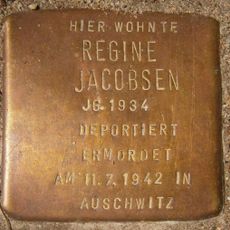 HIER WOHNTE
REGINE
JACOBSEN
JG. 1934
DEPORTIERT
ERMORDET
AM 11.7.1942 IN
AUSCHWITZ